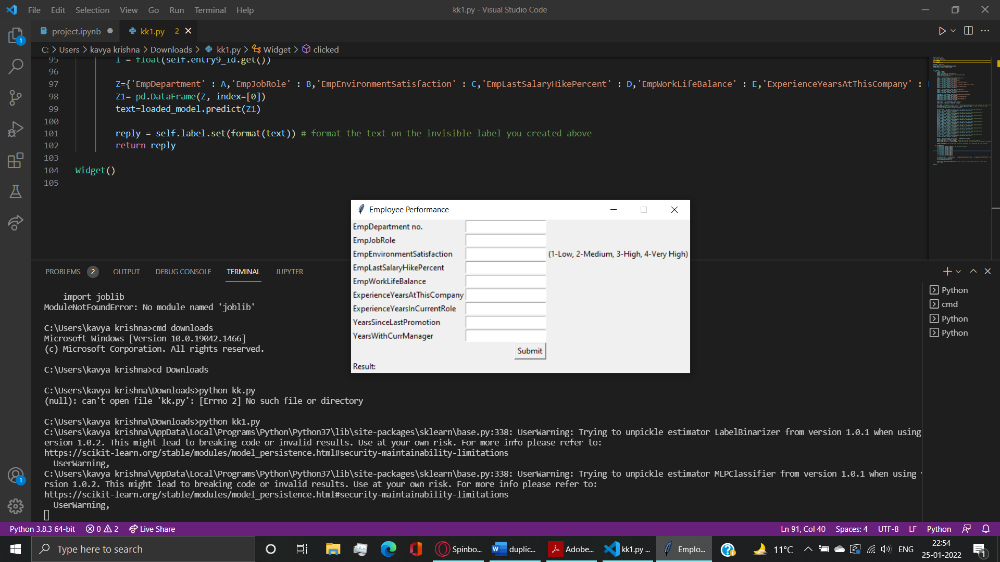 File Edit Selection View Go Run Terminal Help
kk1.py - Visual Studio Code
project.ipynb
kk1.py 2
C: > Users > kavya krishna > Downloads > kk1.py > Widget > clicked
95 I = float(self.entry9_id.get())
96
97 Z={'EmpDepartment' : A,'EmpJobRole' : B,'EmpEnvironmentSatisfaction' : C,'EmpLastSalaryHikePercent' : D,'EmpWorkLifeBalance' : E,'ExperienceYearsAtThisCompany' :
98 Z1= pd.DataFrame(Z, index=[0])
99 text=loaded_model.predict(Z1)
100
101 reply = self.label.set(format(text)) # format the text on the invisible label you created above
102 return reply
103
104 Widget()
105
Employee Performance
EmpDepartment no.
EmpJobRole
EmpEnvironmentSatisfaction (1-Low, 2-Medium, 3-High, 4-Very High)
EmpLastSalaryHikePercent
EmpWorkLifeBalance
ExperienceYearsAtThisCompany
ExperienceYearsInCurrentRole
YearsSinceLastPromotion
YearsWithCurrManager
Submit
Result:
PROBLEMS 2 OUTPUT DEBUG CONSOLE TERMINAL JUPYTER
Python
cmd
Python
Python
import joblib
ModuleNotFoundError: No module named 'joblib'
C:\Users\kavya krishna>cmd downloads
Microsoft Windows [Version 10.0.19042.1466]
(c) Microsoft Corporation. All rights reserved.
C:\Users\kavya krishna>cd Downloads
C:\Users\kavya krishna\Downloads>python kk.py
(null): can't open file 'kk.py': [Errno 2] No such file or directory
C:\Users\kavya krishna\Downloads>python kk1.py
C:\Users\kavya krishna\AppData\Local\Programs\Python\Python37\lib\site-packages\sklearn\base.py:338: UserWarning: Trying to unpickle estimator LabelBinarizer from version 1.0.1 when using
ersion 1.0.2. This might lead to breaking code or invalid results. Use at your own risk. For more info please refer to:
https://scikit-learn.org/stable/modules/model_persistence.html#security-maintainability-limitations
UserWarning,
C:\Users\kavya krishna\AppData\Local\Programs\Python\Python37\lib\site-packages\sklearn\base.py:338: UserWarning: Trying to unpickle estimator MLPClassifier from version 1.0.1 when using
rsion 1.0.2. This might lead to breaking code or invalid results. Use at your own risk. For more info please refer to:
https://scikit-learn.org/stable/modules/model_persistence.html#security-maintainability-limitations
UserWarning,
1
1
Python 3.8.3 64-bit 0 2 Live Share
Ln 91, Col 40 Spaces: 4 UTF-8 LF Python
Type here to search
Spinbo...
duplic...
Adobe...
kk1.py ...
Emplo...
11°C
ENG
22:54
25-01-2022
1